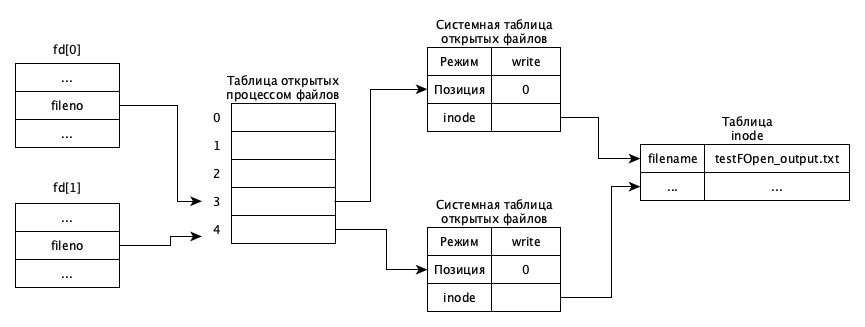 fd[0]
...
fileno
...
fd[1]
...
fileno
...
Таблица открытых
процессом файлов
0
1
2
3
4
Системная таблица
открытых файлов
Режим write
Позиция 0
inode
Системная таблица
открытых файлов
Режим write
Позиция 0
inode
Таблица
inode
filename testFOpen_output.txt
... ...